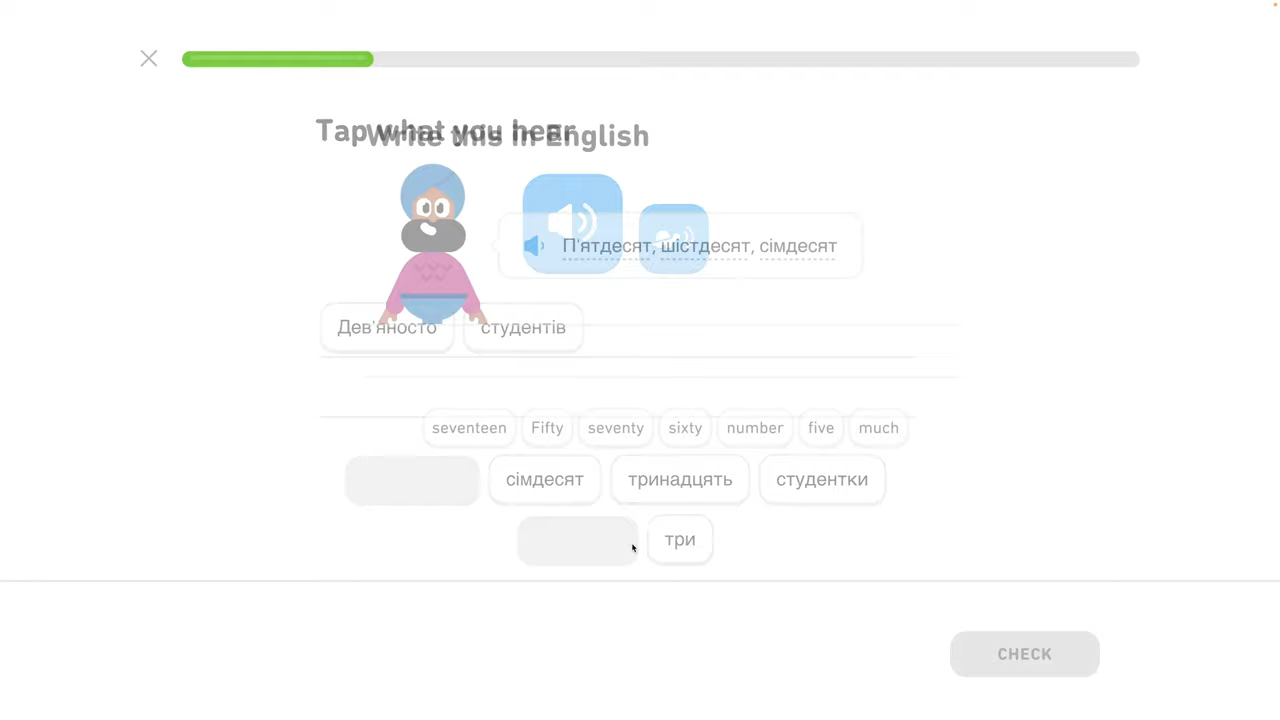 Tap what you hear
Write this in English
П'ятдесят, шістдесят, сімдесят
Дев'яносто студентів
seventeen Fifty seventy sixty number five much
сімдесят тринадцять студентки
три
CHECK